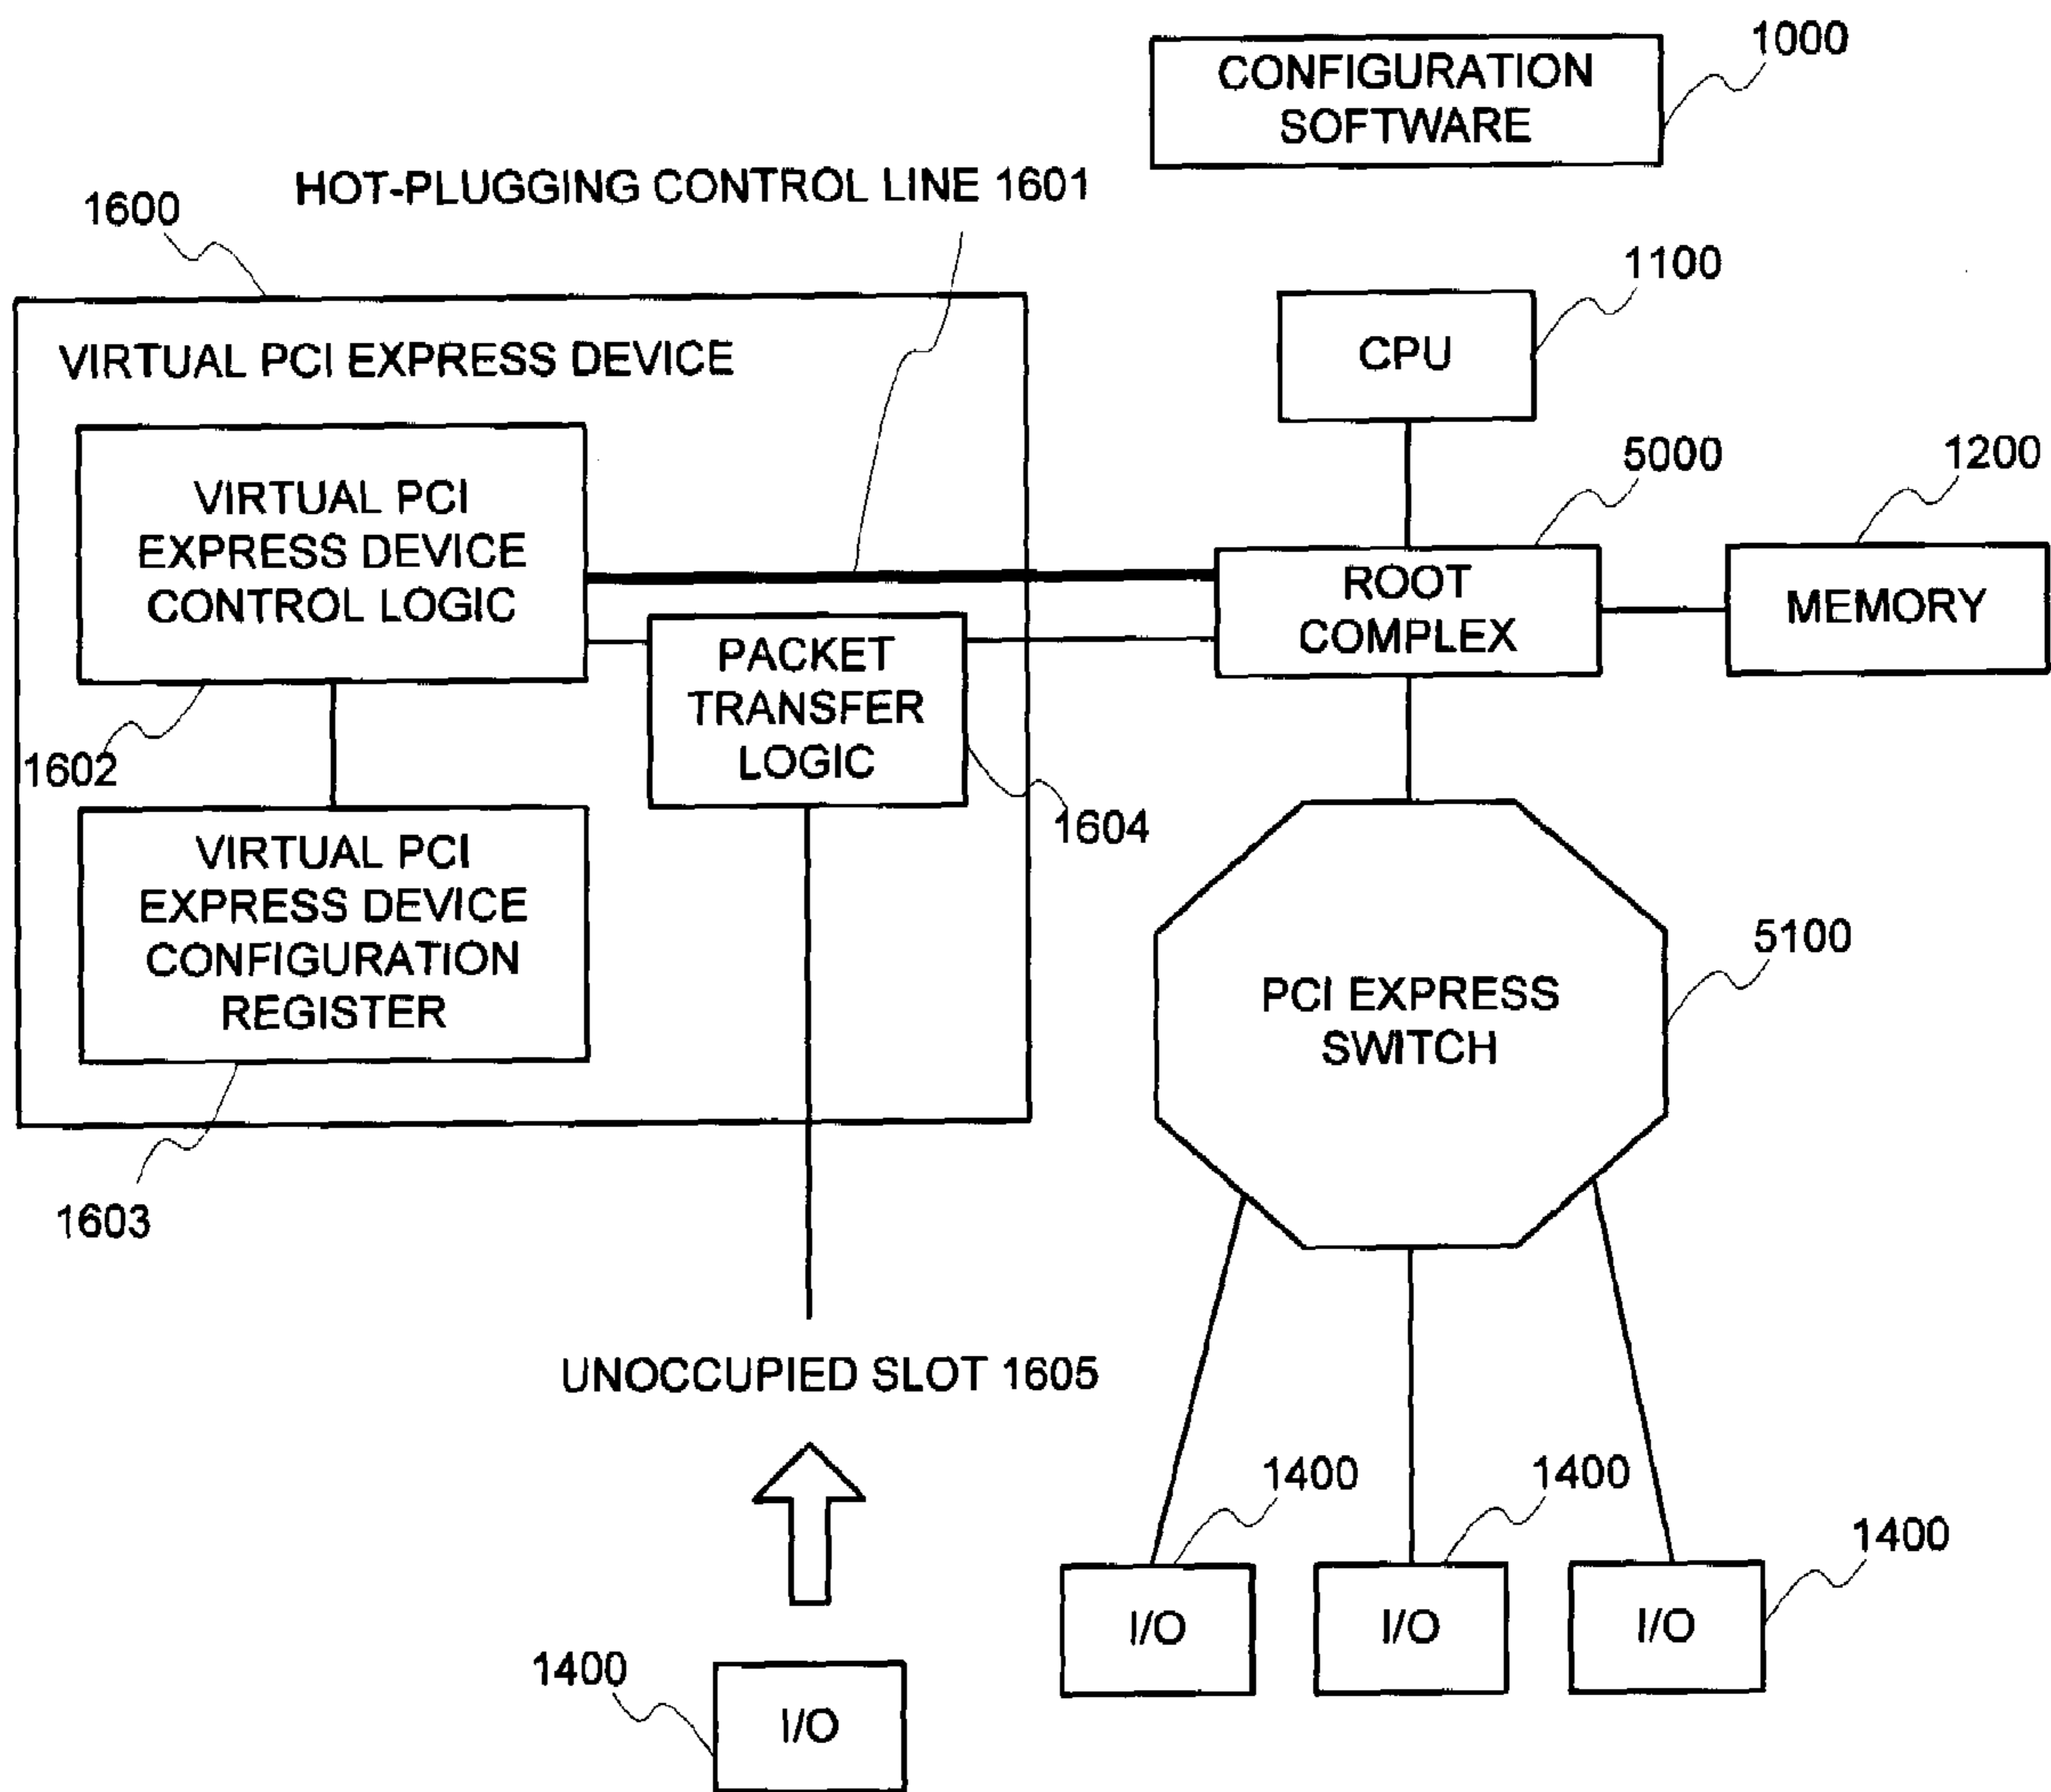 1000
CONFIGURATION
SOFTWARE
HOT-PLUGGING CONTROL LINE 1601
1600
1100
VIRTUAL PCI EXPRESS DEVICE
CPU
5000
1200
VIRTUAL PCI
EXPRESS DEVICE
CONTROL LOGIC
ROOT
COMPLEX
MEMORY
PACKET
TRANSFER
LOGIC
1602
1604
VIRTUAL PCI
EXPRESS DEVICE
CONFIGURATION
REGISTER
5100
PCI EXPRESS
SWITCH
1603
UNOCCUPIED SLOT 1605
1400
1400
1400
I/O
I/O
I/O
1400
I/O